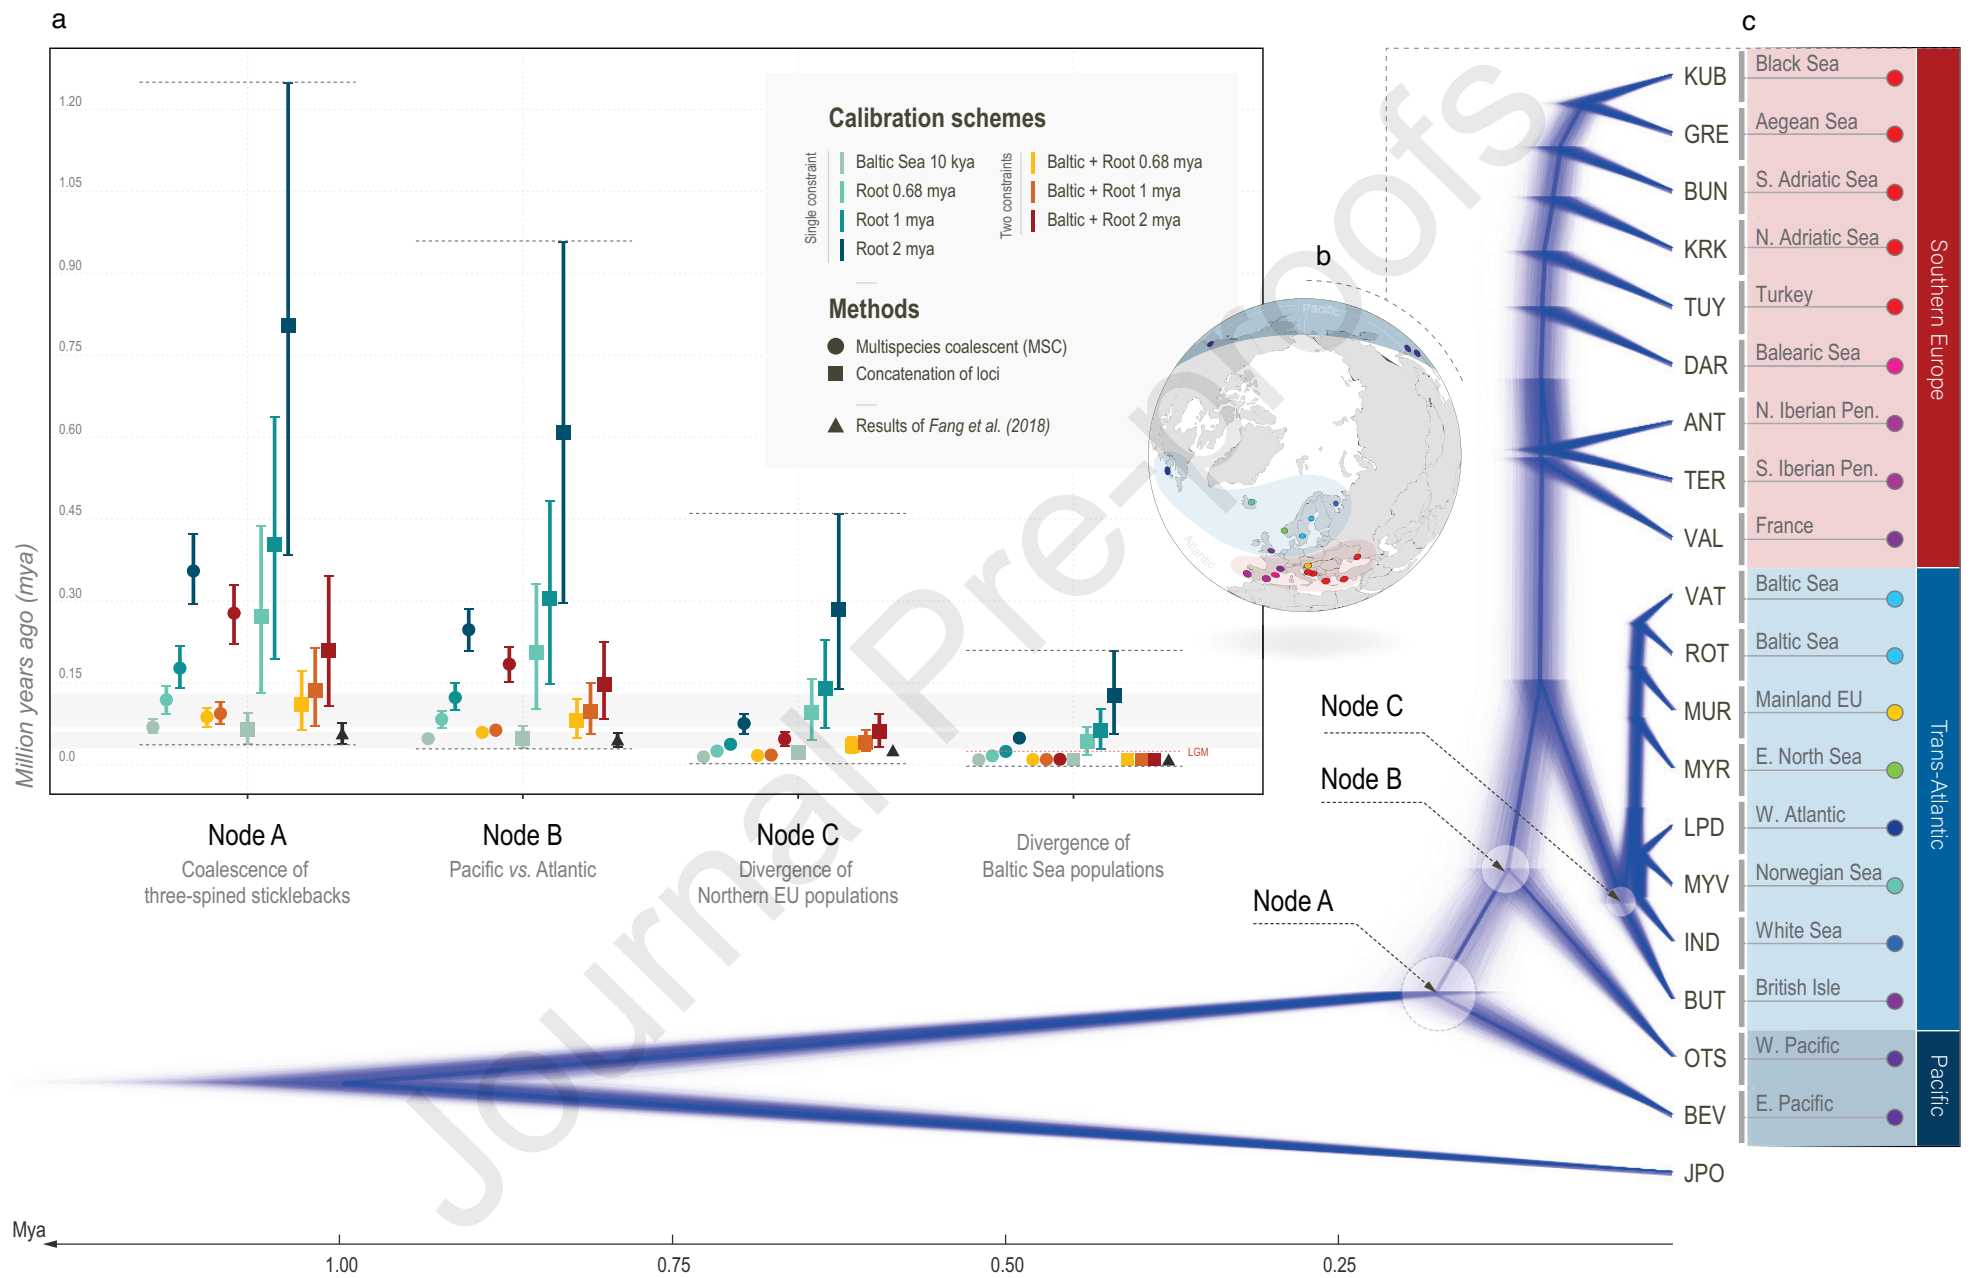 a
1.20
1.05
0.90
0.75
0.60
0.45
0.30
0.15
0.0
Million years ago (mya)
Calibration schemes
Single constraint
Baltic Sea 10 kya
Root 0.68 mya
Root 1 mya
Root 2 mya
Two constraints
Baltic + Root 0.68 mya
Baltic + Root 1 mya
Baltic + Root 2 mya
Methods
Multispecies coalescent (MSC)
Concatenation of loci
Results of Fang et al. (2018)
LGM
Node A
Coalescence of
three-spined sticklebacks
Node B
Pacific vs. Atlantic
Node C
Divergence of
Northern EU populations
Divergence of
Baltic Sea populations
b
Pacific
Atlantic
c
KUB Black Sea
GRE Aegean Sea
BUN S. Adriatic Sea
KRK N. Adriatic Sea
TUY Turkey
DAR Balearic Sea
ANT N. Iberian Pen.
TER S. Iberian Pen.
VAL France
VAT Baltic Sea
ROT Baltic Sea
MUR Mainland EU
MYR E. North Sea
LPD W. Atlantic
MYV Norwegian Sea
IND White Sea
BUT British Isle
OTS W. Pacific
BEV E. Pacific
JPO
Southern Europe
Trans-Atlantic
Pacific
Node C
Node B
Node A
Mya
1.00
0.75
0.50
0.25
Journal Pre-proofs